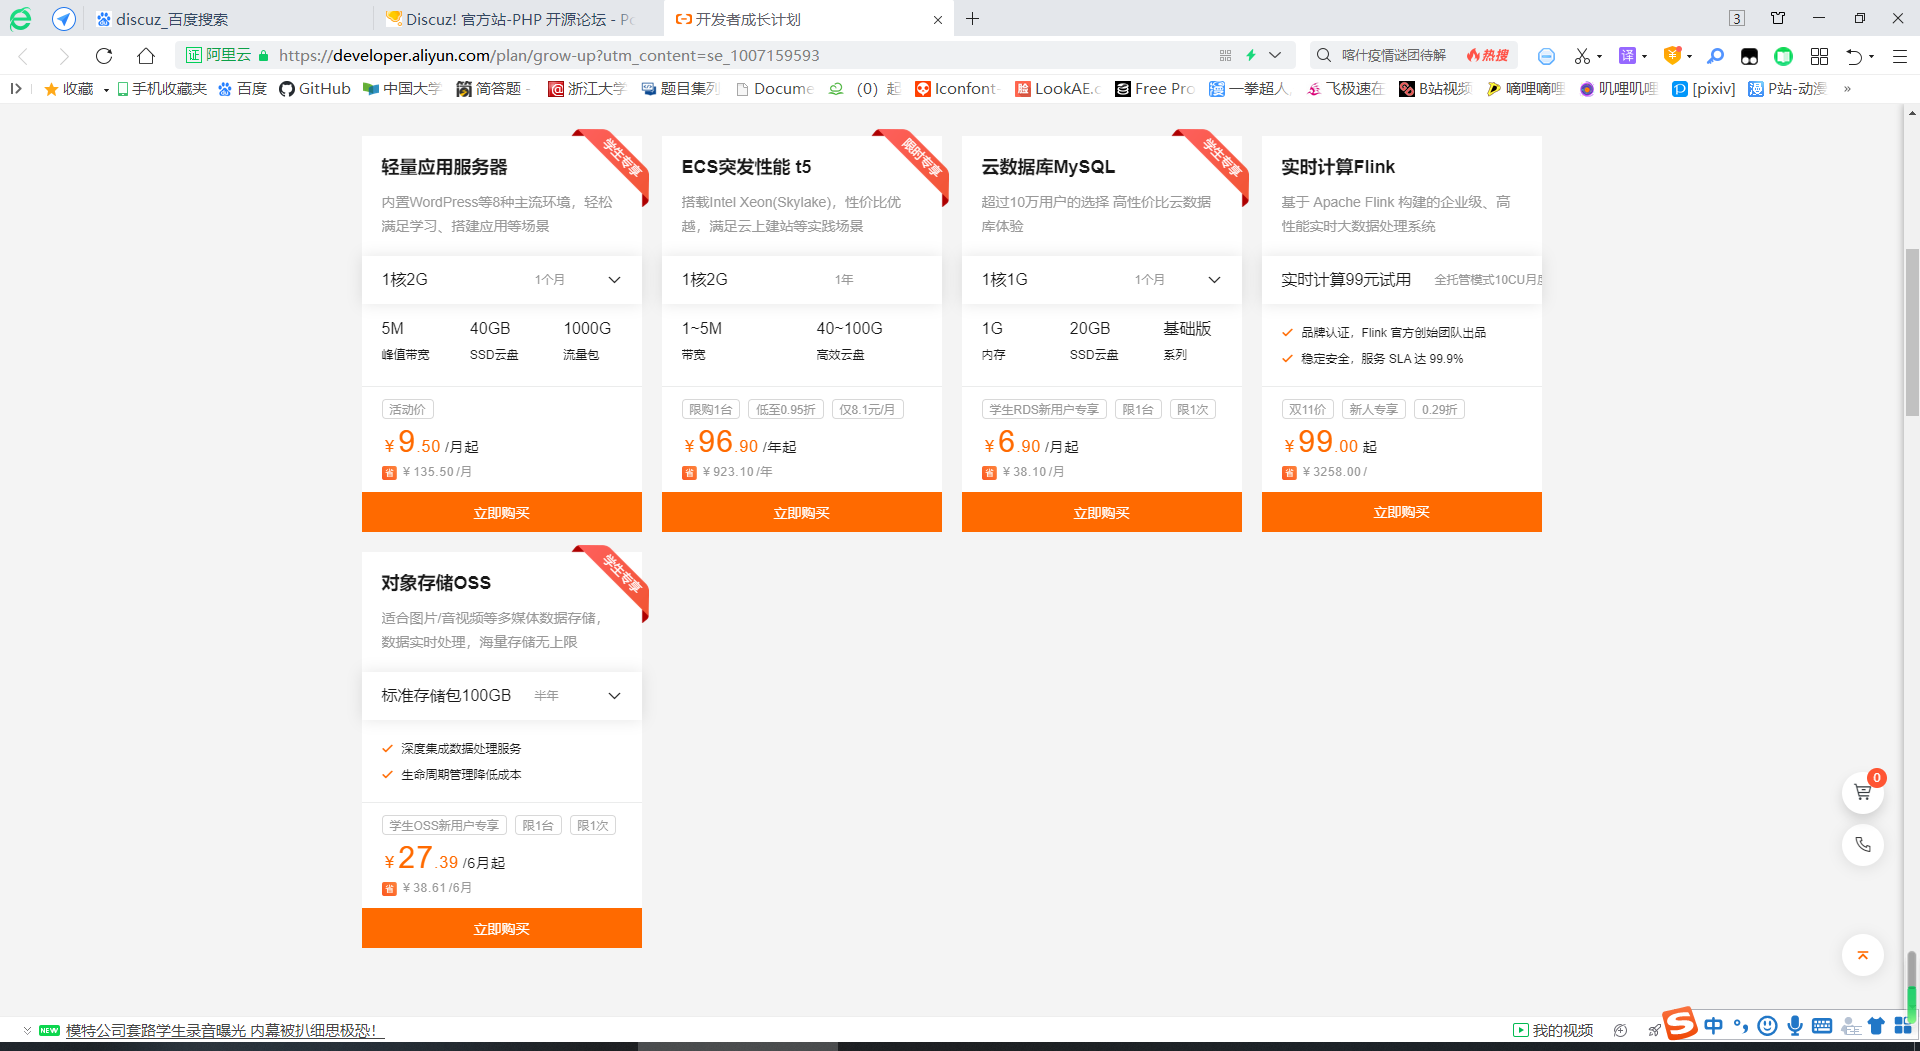 discuz_百度搜索
Discuz! 官方站-PHP 开源论坛 - Po
开发者成长计划
3
证 阿里云
https://developer.aliyun.com/plan/grow-up?utm_content=se_1007159593
喀什疫情谜团待解
热搜
收藏
手机收藏夹
百度
GitHub
中国大学
简答题 -
浙江大学
题目集列
Docume
(0) 起
Iconfont-
LookAE.c
Free Pro
一拳超人
飞极速在
B站视频
嘀哩嘀哩
叽哩叽哩
[pixiv]
P站-动漫
»
轻量应用服务器
学生专享
内置WordPress等8种主流环境，轻松
满足学习、搭建应用等场景
1核2G
1个月
5M
40GB
1000G
峰值带宽
SSD云盘
流量包
活动价
¥9.50 /月起
省 ¥135.50/月
立即购买
ECS突发性能 t5
限时专享
搭载Intel Xeon(Skylake)，性价比优
越，满足云上建站等实践场景
1核2G
1年
1~5M
40~100G
带宽
高效云盘
限购1台
低至0.95折
仅8.1元/月
¥96.90 /年起
省 ¥923.10/年
立即购买
云数据库MySQL
学生专享
超过10万用户的选择 高性价比云数据
库体验
1核1G
1个月
1G
20GB
基础版
内存
SSD云盘
系列
学生RDS新用户专享
限1台
限1次
¥6.90 /月起
省 ¥38.10/月
立即购买
实时计算Flink
基于 Apache Flink 构建的企业级、高
性能实时大数据处理系统
实时计算99元试用
全托管模式10CU月度
品牌认证，Flink 官方创始团队出品
稳定安全，服务 SLA 达 99.9%
双11价
新人专享
0.29折
¥99.00 起
省 ¥3258.00/
立即购买
对象存储OSS
学生专享
适合图片/音视频等多媒体数据存储，
数据实时处理，海量存储无上限
标准存储包100GB
半年
深度集成数据处理服务
生命周期管理降低成本
学生OSS新用户专享
限1台
限1次
¥27.39 /6月起
省 ¥38.61/6月
立即购买
0
NEW
模特公司套路学生录音曝光 内幕被扒细思极恐！
我的视频
中